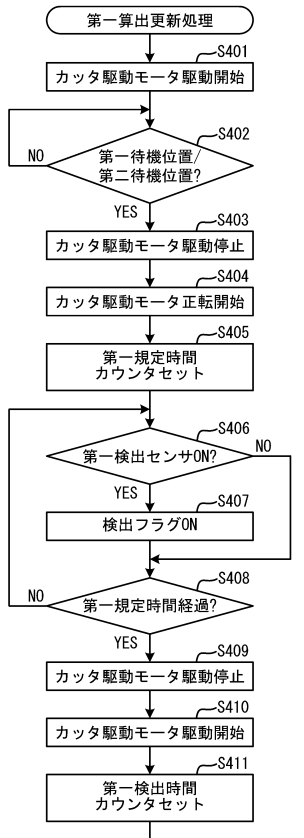 第一算出更新処理
S401
カッタ駆動モータ駆動開始
S402
第一待機位置/
第二待機位置?
NO
YES
S403
カッタ駆動モータ駆動停止
S404
カッタ駆動モータ正転開始
S405
第一規定時間
カウンタセット
S406
第一検出センサON?
NO
YES
S407
検出フラグON
S408
第一規定時間経過?
NO
YES
S409
カッタ駆動モータ駆動停止
S410
カッタ駆動モータ駆動開始
S411
第一検出時間
カウンタセット